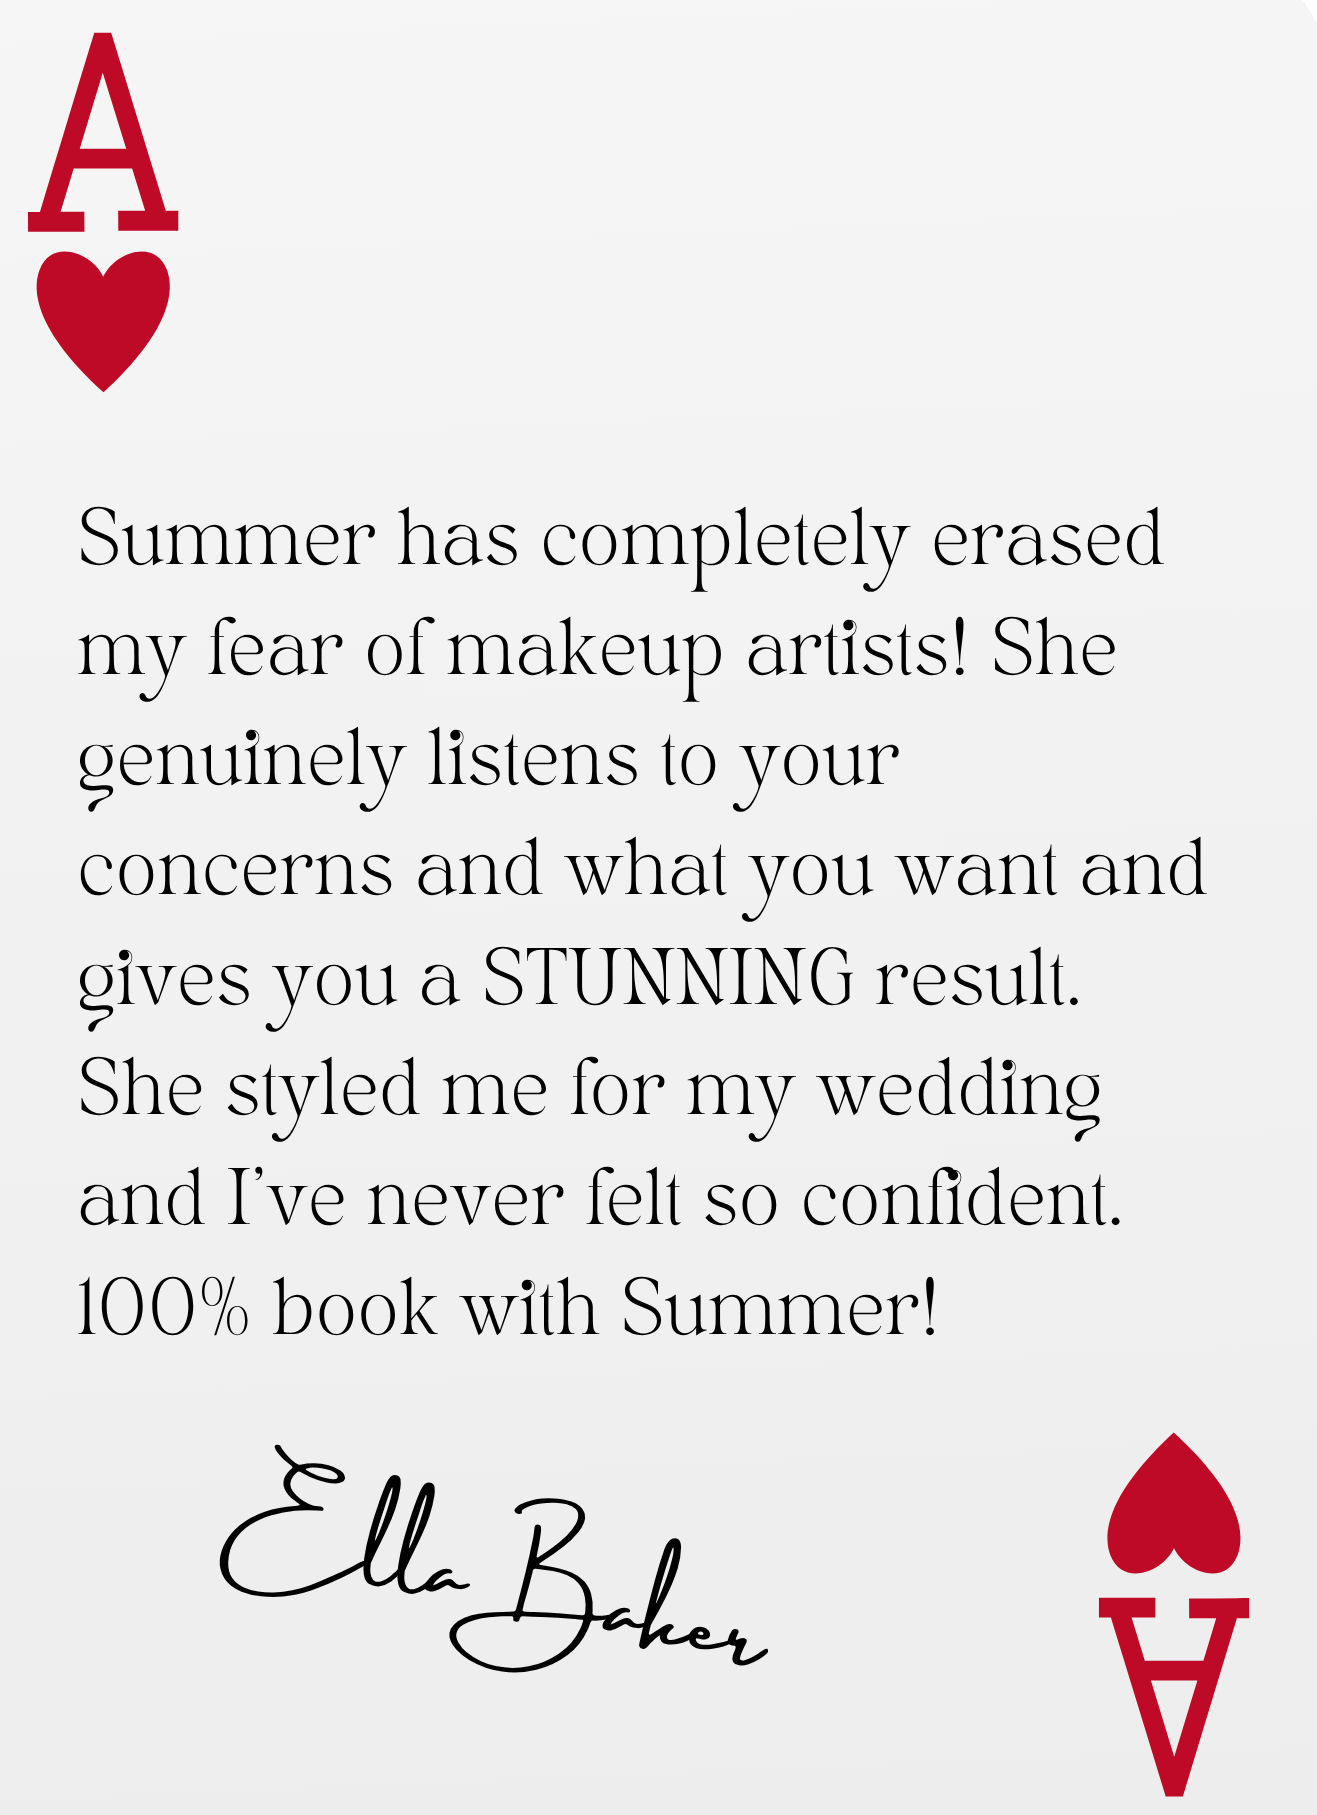 A
Summer has completely erased
my fear of makeup artists! She
genuinely listens to your
concerns and what you want and
gives you a STUNNING result.
She styled me for my wedding
and I’ve never felt so confident.
100% book with Summer!
Ella Baker
A